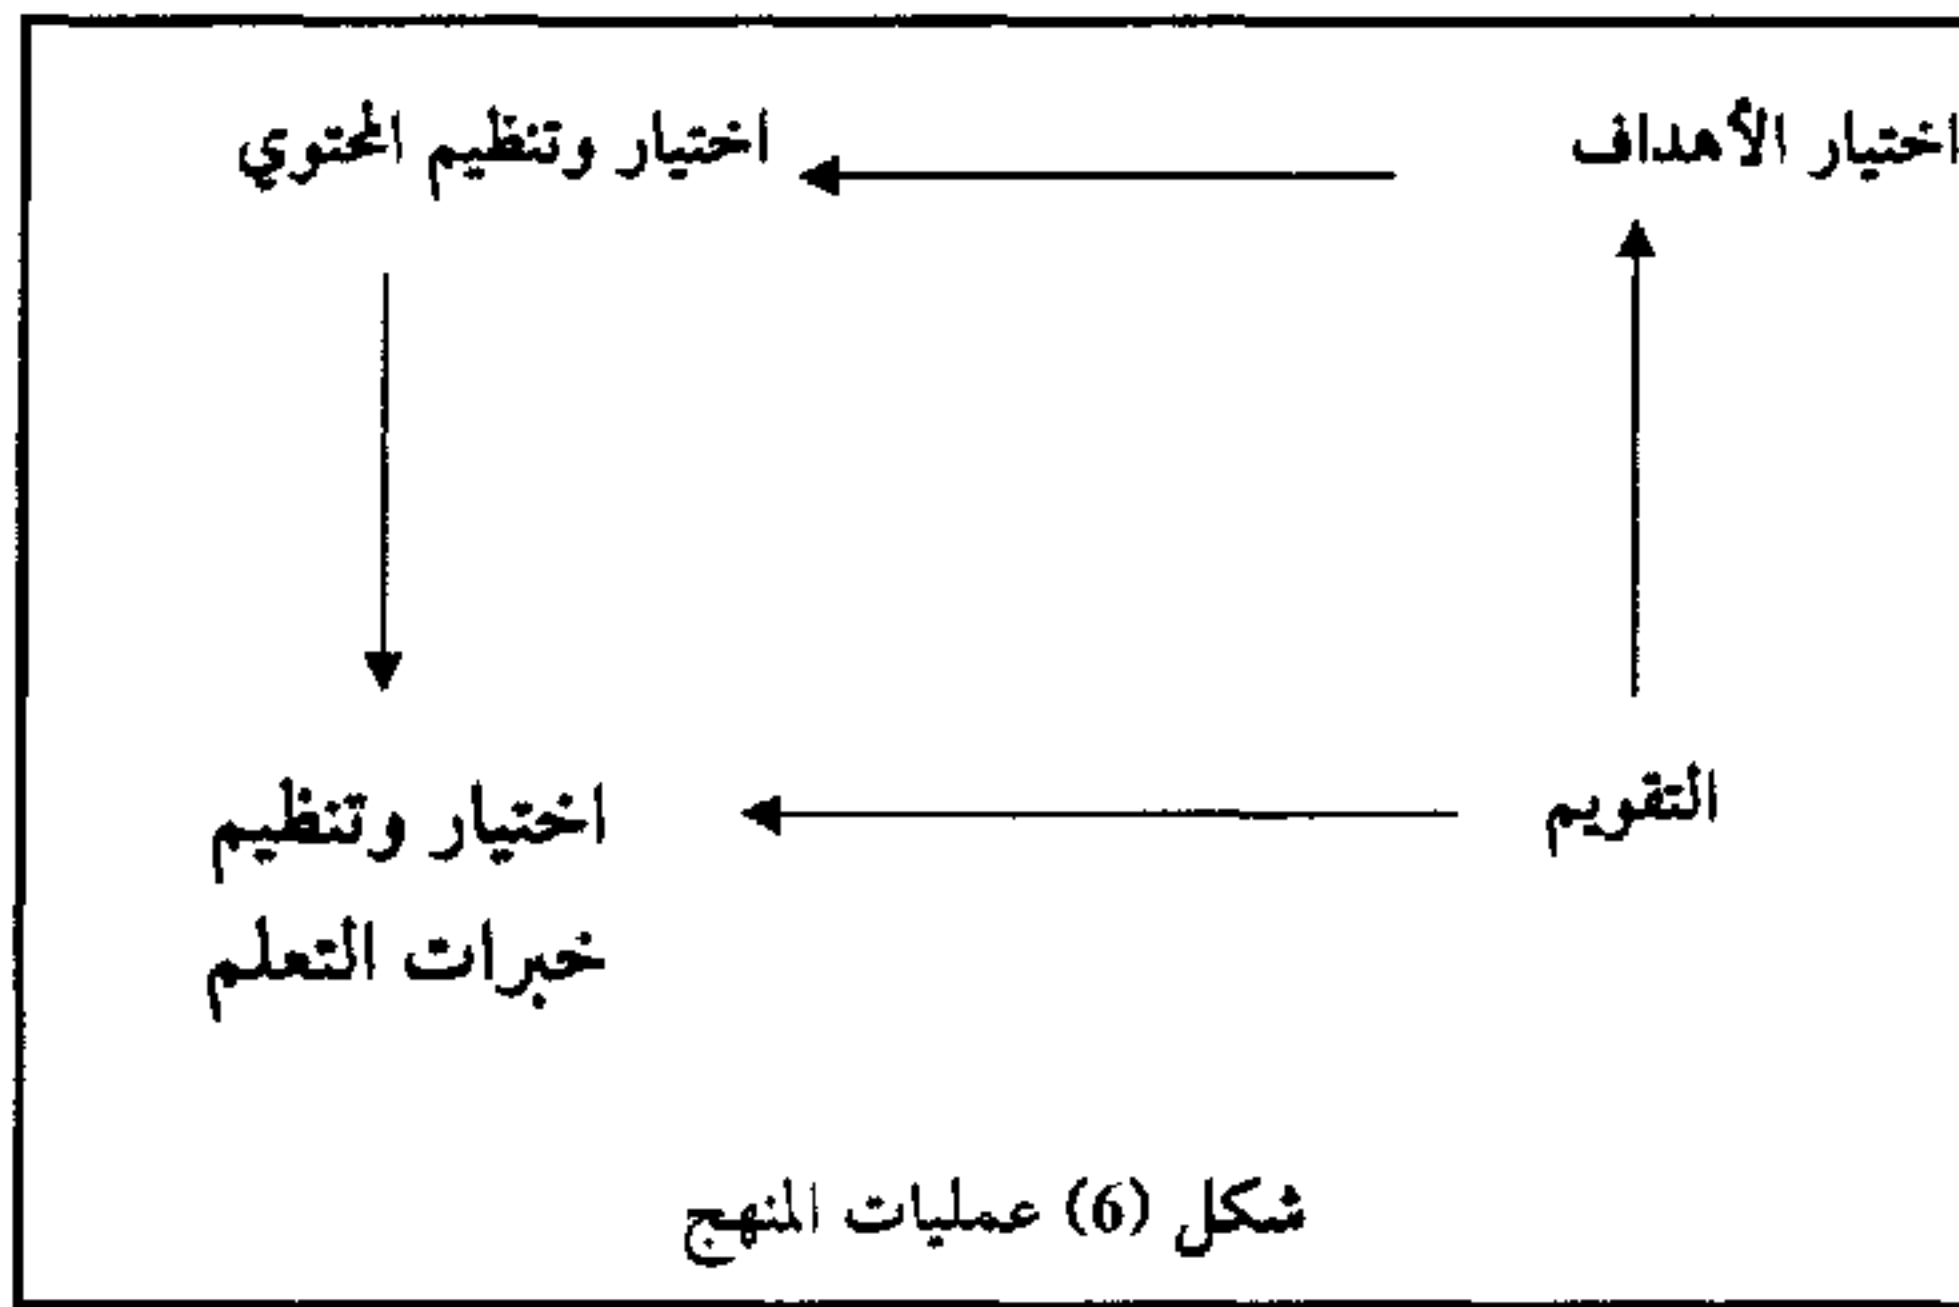 اختيار الأهداف
اختيار وتنظيم المحتوي
التقويم
اختيار وتنظيم
خبرات التعلم
شكل (6) عمليات المنهج